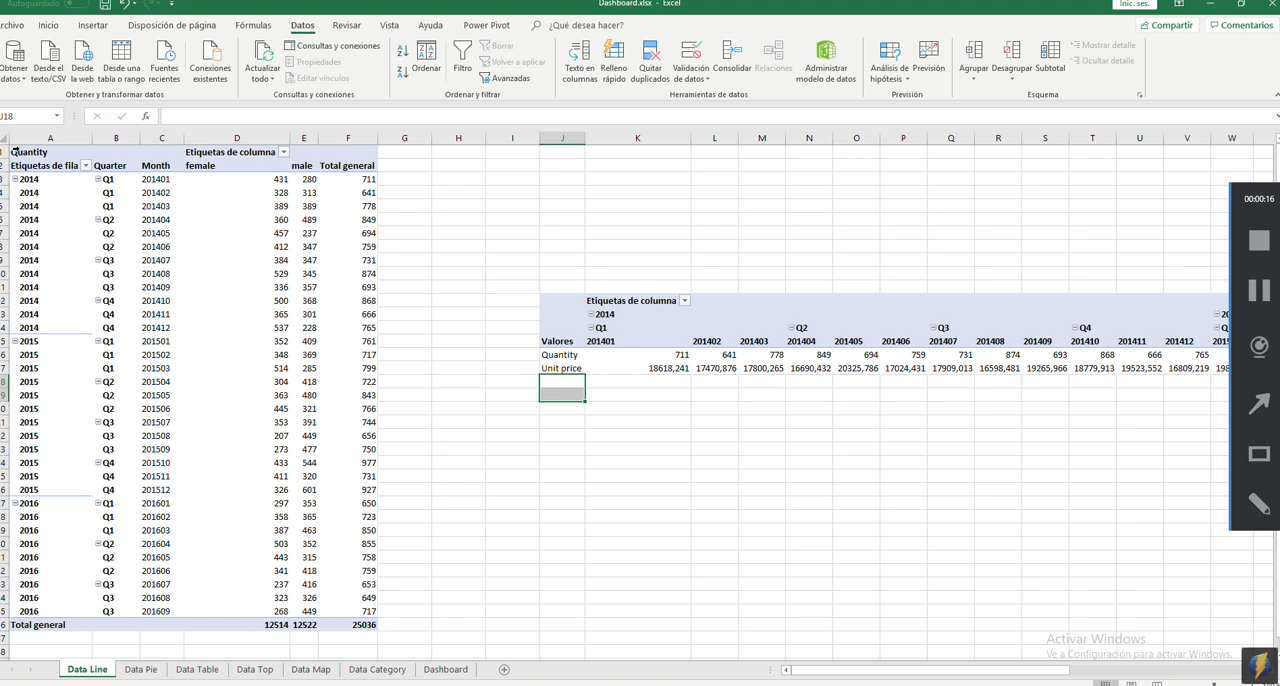 Autoguardado Dashboard.xlsx - Excel Inic. ses.
rchivo Inicio Insertar Disposición de página Fórmulas Datos Revisar Vista Ayuda Power Pivot ¿Qué desea hacer? Compartir Comentarios
Obtener datos Desde el texto/CSV Desde la web Desde una tabla o rango Fuentes recientes Conexiones existentes
Obtener y transformar datos
Actualizar todo Consultas y conexiones Propiedades Editar vínculos
Consultas y conexiones
Ordenar Filtro Borrar Volver a aplicar Avanzadas
Ordenar y filtrar
Texto en columnas Relleno rápido Quitar duplicados Validación de datos Consolidar Relaciones Administrar modelo de datos
Herramientas de datos
Análisis de hipótesis Previsión
Previsión
Agrupar Desagrupar Subtotal Mostrar detalle Ocultar detalle
Esquema
J18 fx
A B C D E F G H I J K L M N O P Q R S T U V W
Quantity Etiquetas de columna
Etiquetas de fila Quarter Month female male Total general
2014 Q1 201401 431 280 711
2014 Q1 201402 328 313 641
2014 Q1 201403 389 389 778
2014 Q2 201404 360 489 849
2014 Q2 201405 457 237 694
2014 Q2 201406 412 347 759
2014 Q3 201407 384 347 731
2014 Q3 201408 529 345 874
2014 Q3 201409 336 357 693
2014 Q4 201410 500 368 868
2014 Q4 201411 365 301 666
2014 Q4 201412 537 228 765
2015 Q1 201501 352 409 761
2015 Q1 201502 348 369 717
2015 Q1 201503 514 285 799
2015 Q2 201504 304 418 722
2015 Q2 201505 363 480 843
2015 Q2 201506 445 321 766
2015 Q3 201507 353 391 744
2015 Q3 201508 207 449 656
2015 Q3 201509 273 477 750
2015 Q4 201510 433 544 977
2015 Q4 201511 411 320 731
2015 Q4 201512 326 601 927
2016 Q1 201601 297 353 650
2016 Q1 201602 358 365 723
2016 Q1 201603 387 463 850
2016 Q2 201604 503 352 855
2016 Q2 201605 443 315 758
2016 Q2 201606 341 418 759
2016 Q3 201607 237 416 653
2016 Q3 201608 323 326 649
2016 Q3 201609 268 449 717
Total general 12514 12522 25036
Etiquetas de columna
2014 20
Q1 Q2 Q3 Q4 Q
Valores 201401 201402 201403 201404 201405 201406 201407 201408 201409 201410 201411 201412 2015
Quantity 711 641 778 849 694 759 731 874 693 868 666 765
Unit price 18618,241 17470,876 17800,265 16690,432 20325,786 17024,431 17909,013 16598,481 19265,966 18779,913 19523,552 16809,219 198
00:00:16
Activar Windows
Ve a Configuración para activar Windows.
Data Line Data Pie Data Table Data Top Data Map Data Category Dashboard